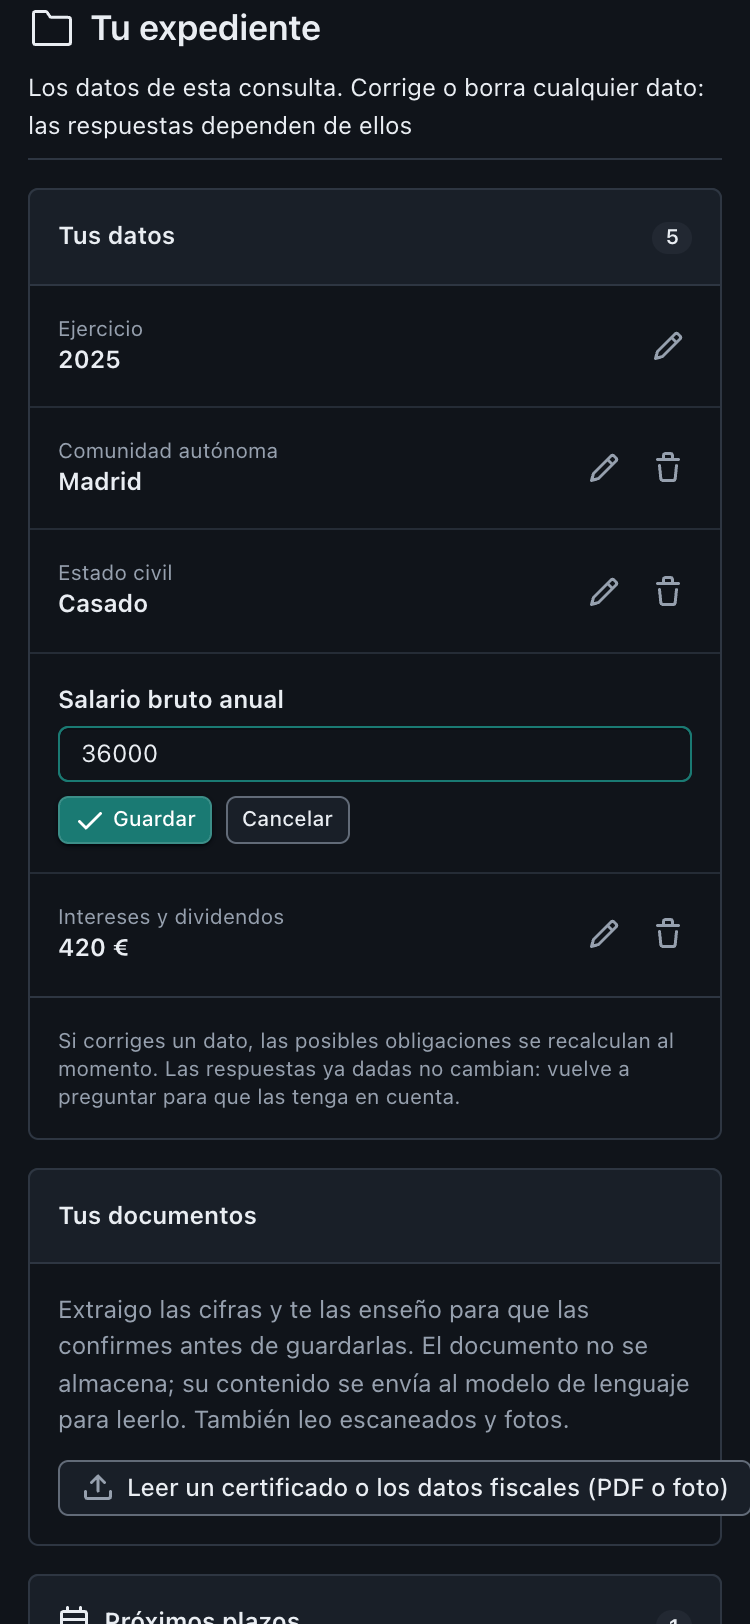 Tu expediente
Los datos de esta consulta. Corrige o borra cualquier dato:
las respuestas dependen de ellos
Tus datos
5
Ejercicio
2025
Comunidad autónoma
Madrid
Estado civil
Casado
Salario bruto anual
36000
Guardar
Cancelar
Intereses y dividendos
420 €
Si corriges un dato, las posibles obligaciones se recalculan al
momento. Las respuestas ya dadas no cambian: vuelve a
preguntar para que las tenga en cuenta.
Tus documentos
Extraigo las cifras y te las enseño para que las
confirmes antes de guardarlas. El documento no se
almacena; su contenido se envía al modelo de lenguaje
para leerlo. También leo escaneados y fotos.
Leer un certificado o los datos fiscales (PDF o foto)
Próximos plazos
1